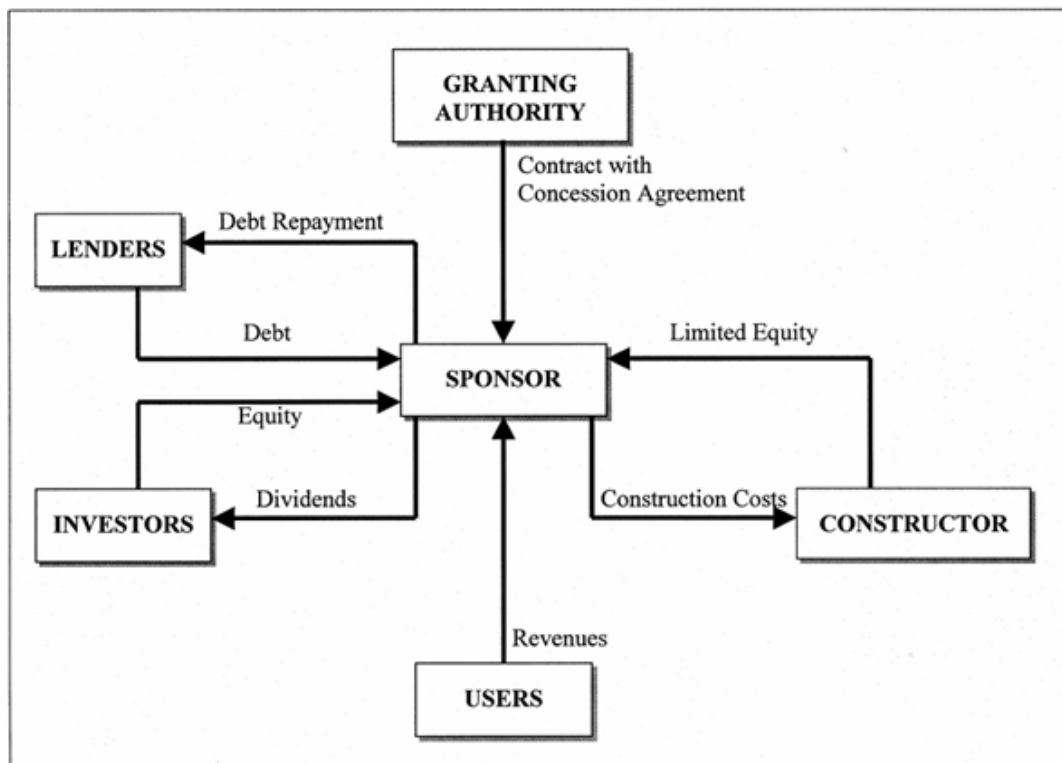 GRANTING
AUTHORITY
Contract with
Concession Agreement
Debt Repayment
LENDERS
Debt
Limited Equity
SPONSOR
Equity
Dividends
Construction Costs
INVESTORS
CONSTRUCTOR
Revenues
USERS